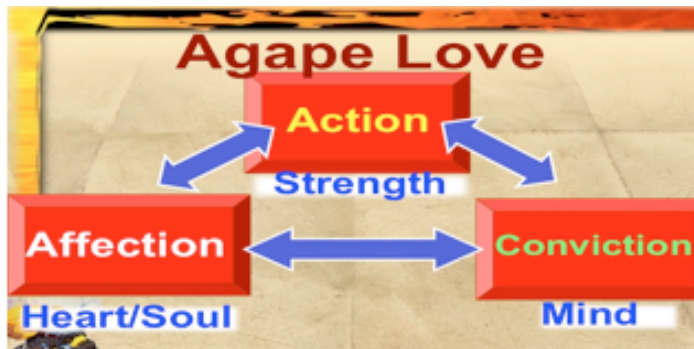 Agape Love
Action
Strength
Affection
Conviction
Heart/Soul
Mind